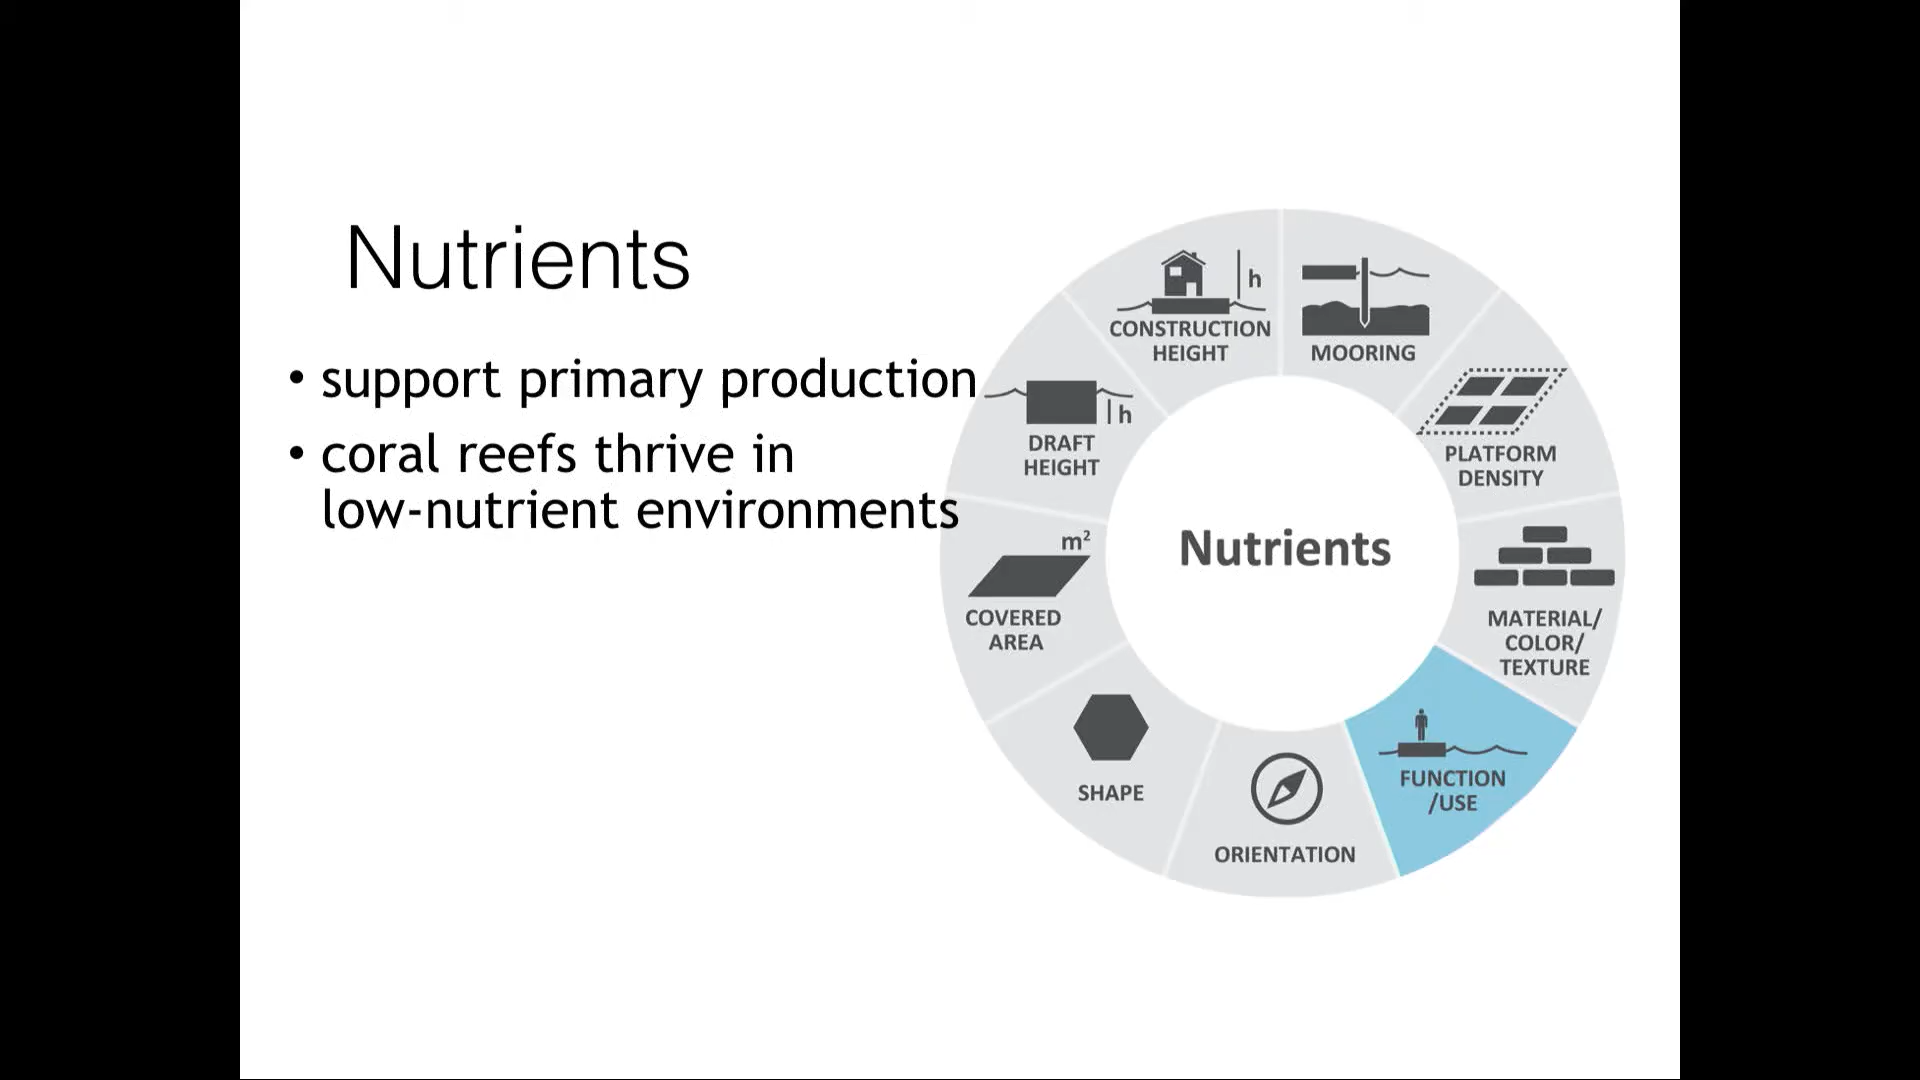 Nutrients
• support primary production
• coral reefs thrive in
low-nutrient environments
h
CONSTRUCTION
HEIGHT
MOORING
h
DRAFT
HEIGHT
PLATFORM
DENSITY
m²
COVERED
AREA
Nutrients
MATERIAL/
COLOR/
TEXTURE
SHAPE
FUNCTION
/USE
ORIENTATION